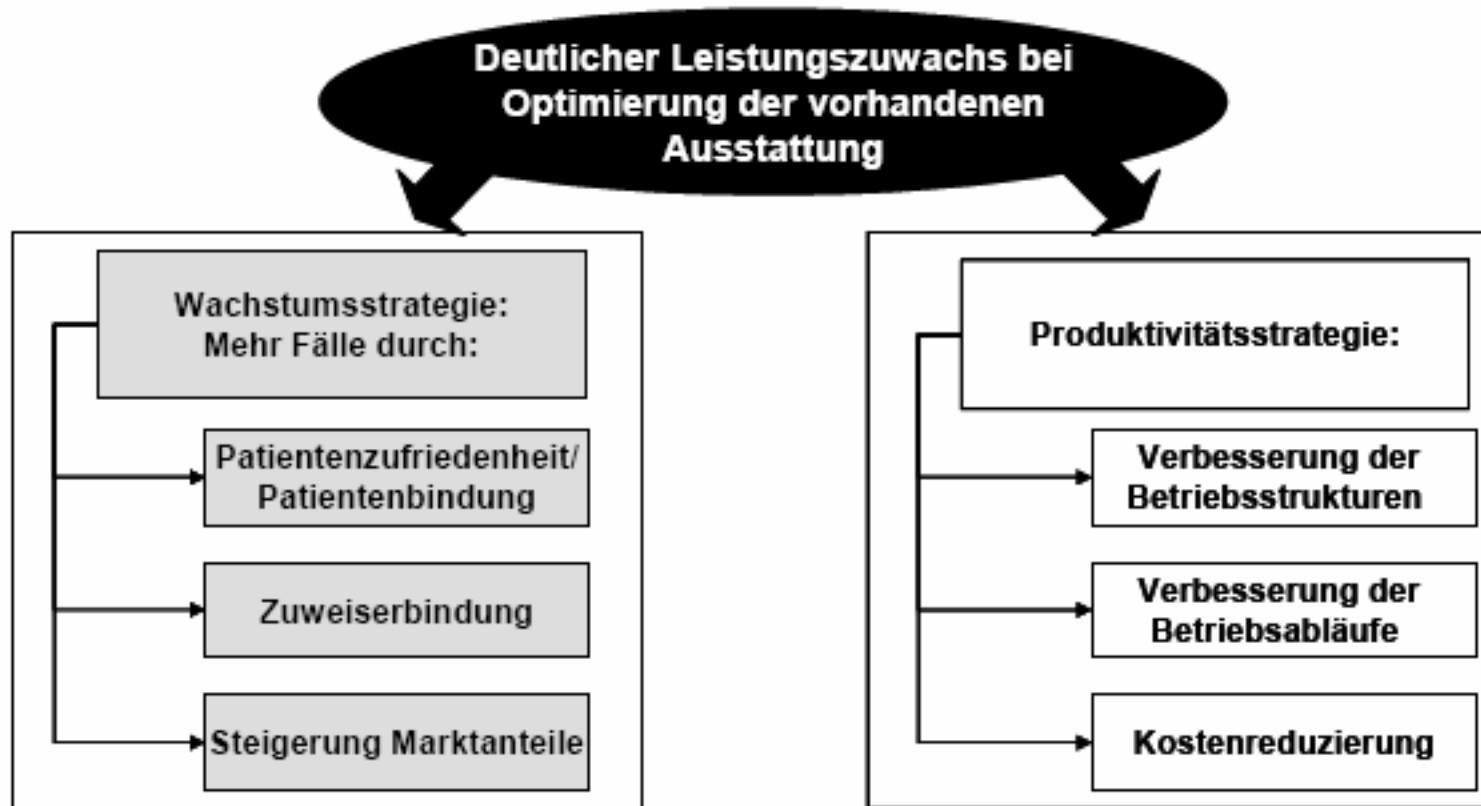 Deutlicher Leistungszuwachs bei
Optimierung der vorhandenen
Ausstattung
Wachstumsstrategie:
Mehr Fälle durch:
Patientenzufriedenheit/
Patientenbindung
Zuweiserbindung
Steigerung Marktanteile
Produktivitätsstrategie:
Verbesserung der
Betriebsstrukturen
Verbesserung der
Betriebsabläufe
Kostenreduzierung